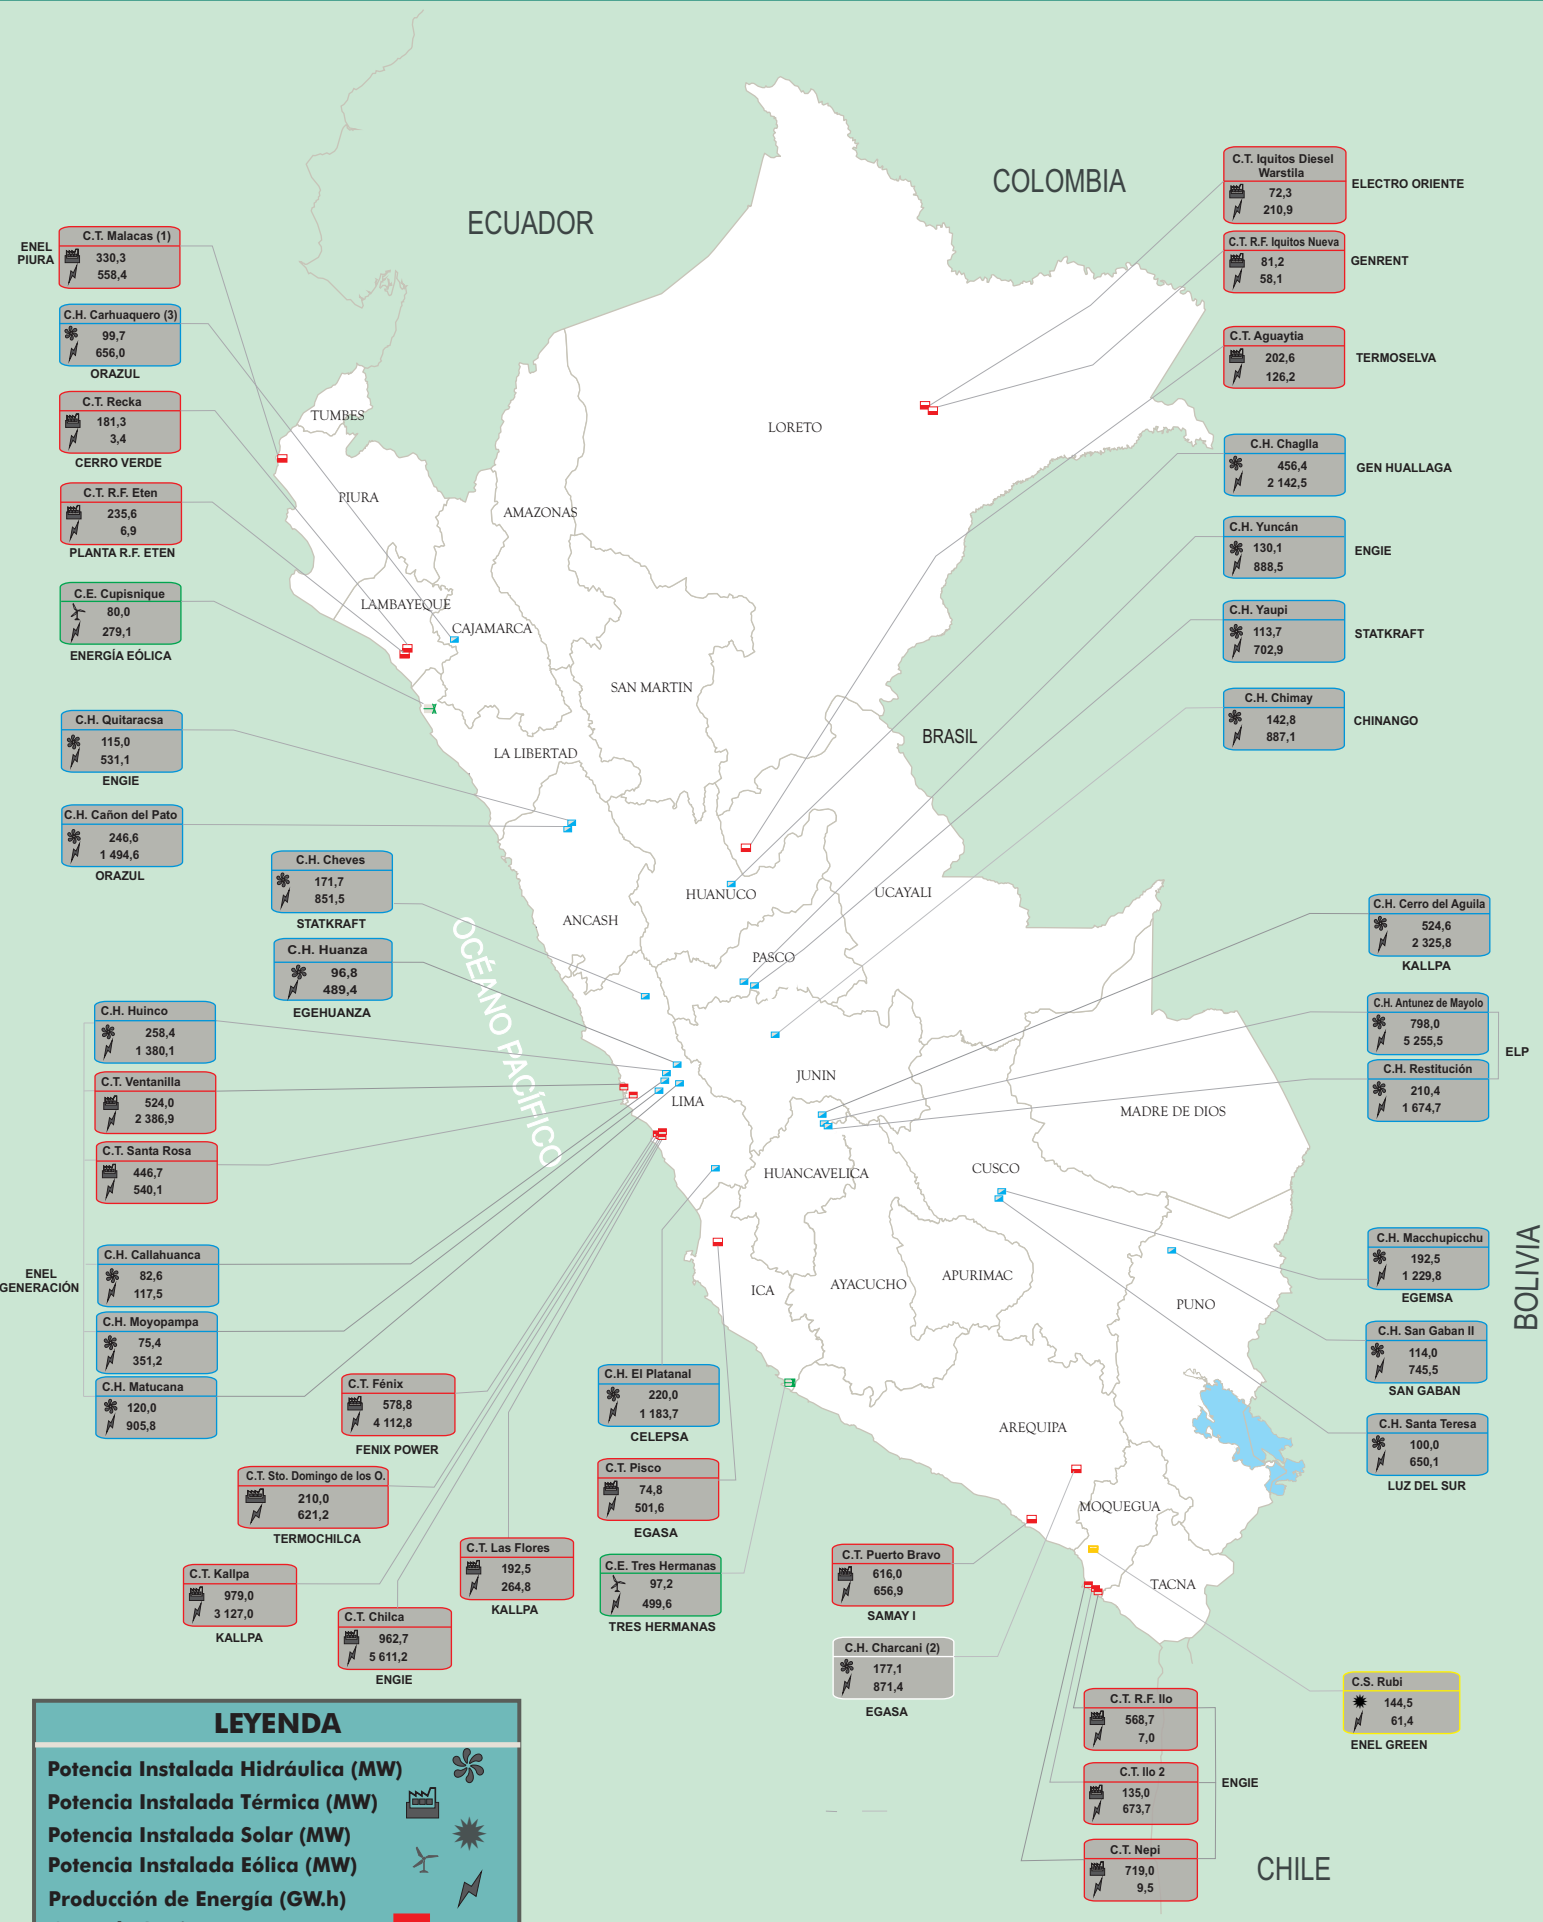 ECUADOR
COLOMBIA
BRASIL
BOLIVIA
CHILE
OCÉANO PACÍFICO
TUMBES
PIURA
LAMBAYEQUE
CAJAMARCA
AMAZONAS
LORETO
SAN MARTIN
LA LIBERTAD
ANCASH
HUANUCO
UCAYALI
PASCO
JUNIN
LIMA
HUANCAVELICA
CUSCO
MADRE DE DIOS
ICA
AYACUCHO
APURIMAC
PUNO
AREQUIPA
MOQUEGUA
TACNA
ENEL
PIURA
C.T. Malacas (1)
330,3
558,4
C.H. Carhuaquero (3)
99,7
656,0
ORAZUL
C.T. Recka
181,3
3,4
CERRO VERDE
C.T. R.F. Eten
235,6
6,9
PLANTA R.F. ETEN
C.E. Cupisnique
80,0
279,1
ENERGÍA EÓLICA
C.H. Quitaracsa
115,0
531,1
ENGIE
C.H. Cañon del Pato
246,6
1 494,6
ORAZUL
C.H. Cheves
171,7
851,5
STATKRAFT
C.H. Huanza
96,8
489,4
EGEHUANZA
C.H. Huinco
258,4
1 380,1
C.T. Ventanilla
524,0
2 386,9
C.T. Santa Rosa
446,7
540,1
ENEL
GENERACIÓN
C.H. Callahuanca
82,6
117,5
C.H. Moyopampa
75,4
351,2
C.H. Matucana
120,0
905,8
C.T. Fénix
578,8
4 112,8
FENIX POWER
C.T. Sto. Domingo de los O.
210,0
621,2
TERMOCHILCA
C.T. Kallpa
979,0
3 127,0
KALLPA
C.T. Chilca
962,7
5 611,2
ENGIE
C.T. Las Flores
192,5
264,8
KALLPA
C.H. El Platanal
220,0
1 183,7
CELEPSA
C.T. Pisco
74,8
501,6
EGASA
C.E. Tres Hermanas
97,2
499,6
TRES HERMANAS
C.T. Puerto Bravo
616,0
656,9
SAMAY I
C.H. Charcani (2)
177,1
871,4
EGASA
C.T. R.F. Ilo
568,7
7,0
C.T. Ilo 2
135,0
673,7
ENGIE
C.T. Nepi
719,0
9,5
C.S. Rubi
144,5
61,4
ENEL GREEN
C.T. Iquitos Diesel
Warstila
72,3
210,9
ELECTRO ORIENTE
C.T. R.F. Iquitos Nueva
81,2
58,1
GENRENT
C.T. Aguaytia
202,6
126,2
TERMOSELVA
C.H. Chaglla
456,4
2 142,5
GEN HUALLAGA
C.H. Yuncán
130,1
888,5
ENGIE
C.H. Yaupi
113,7
702,9
STATKRAFT
C.H. Chimay
142,8
887,1
CHINANGO
C.H. Cerro del Aguila
524,6
2 325,8
KALLPA
C.H. Antunez de Mayolo
798,0
5 255,5
ELP
C.H. Restitución
210,4
1 674,7
C.H. Macchupicchu
192,5
1 229,8
EGEMSA
C.H. San Gaban II
114,0
745,5
SAN GABAN
C.H. Santa Teresa
100,0
650,1
LUZ DEL SUR
LEYENDA
Potencia Instalada Hidráulica (MW)
Potencia Instalada Térmica (MW)
Potencia Instalada Solar (MW)
Potencia Instalada Eólica (MW)
Producción de Energía (GW.h)